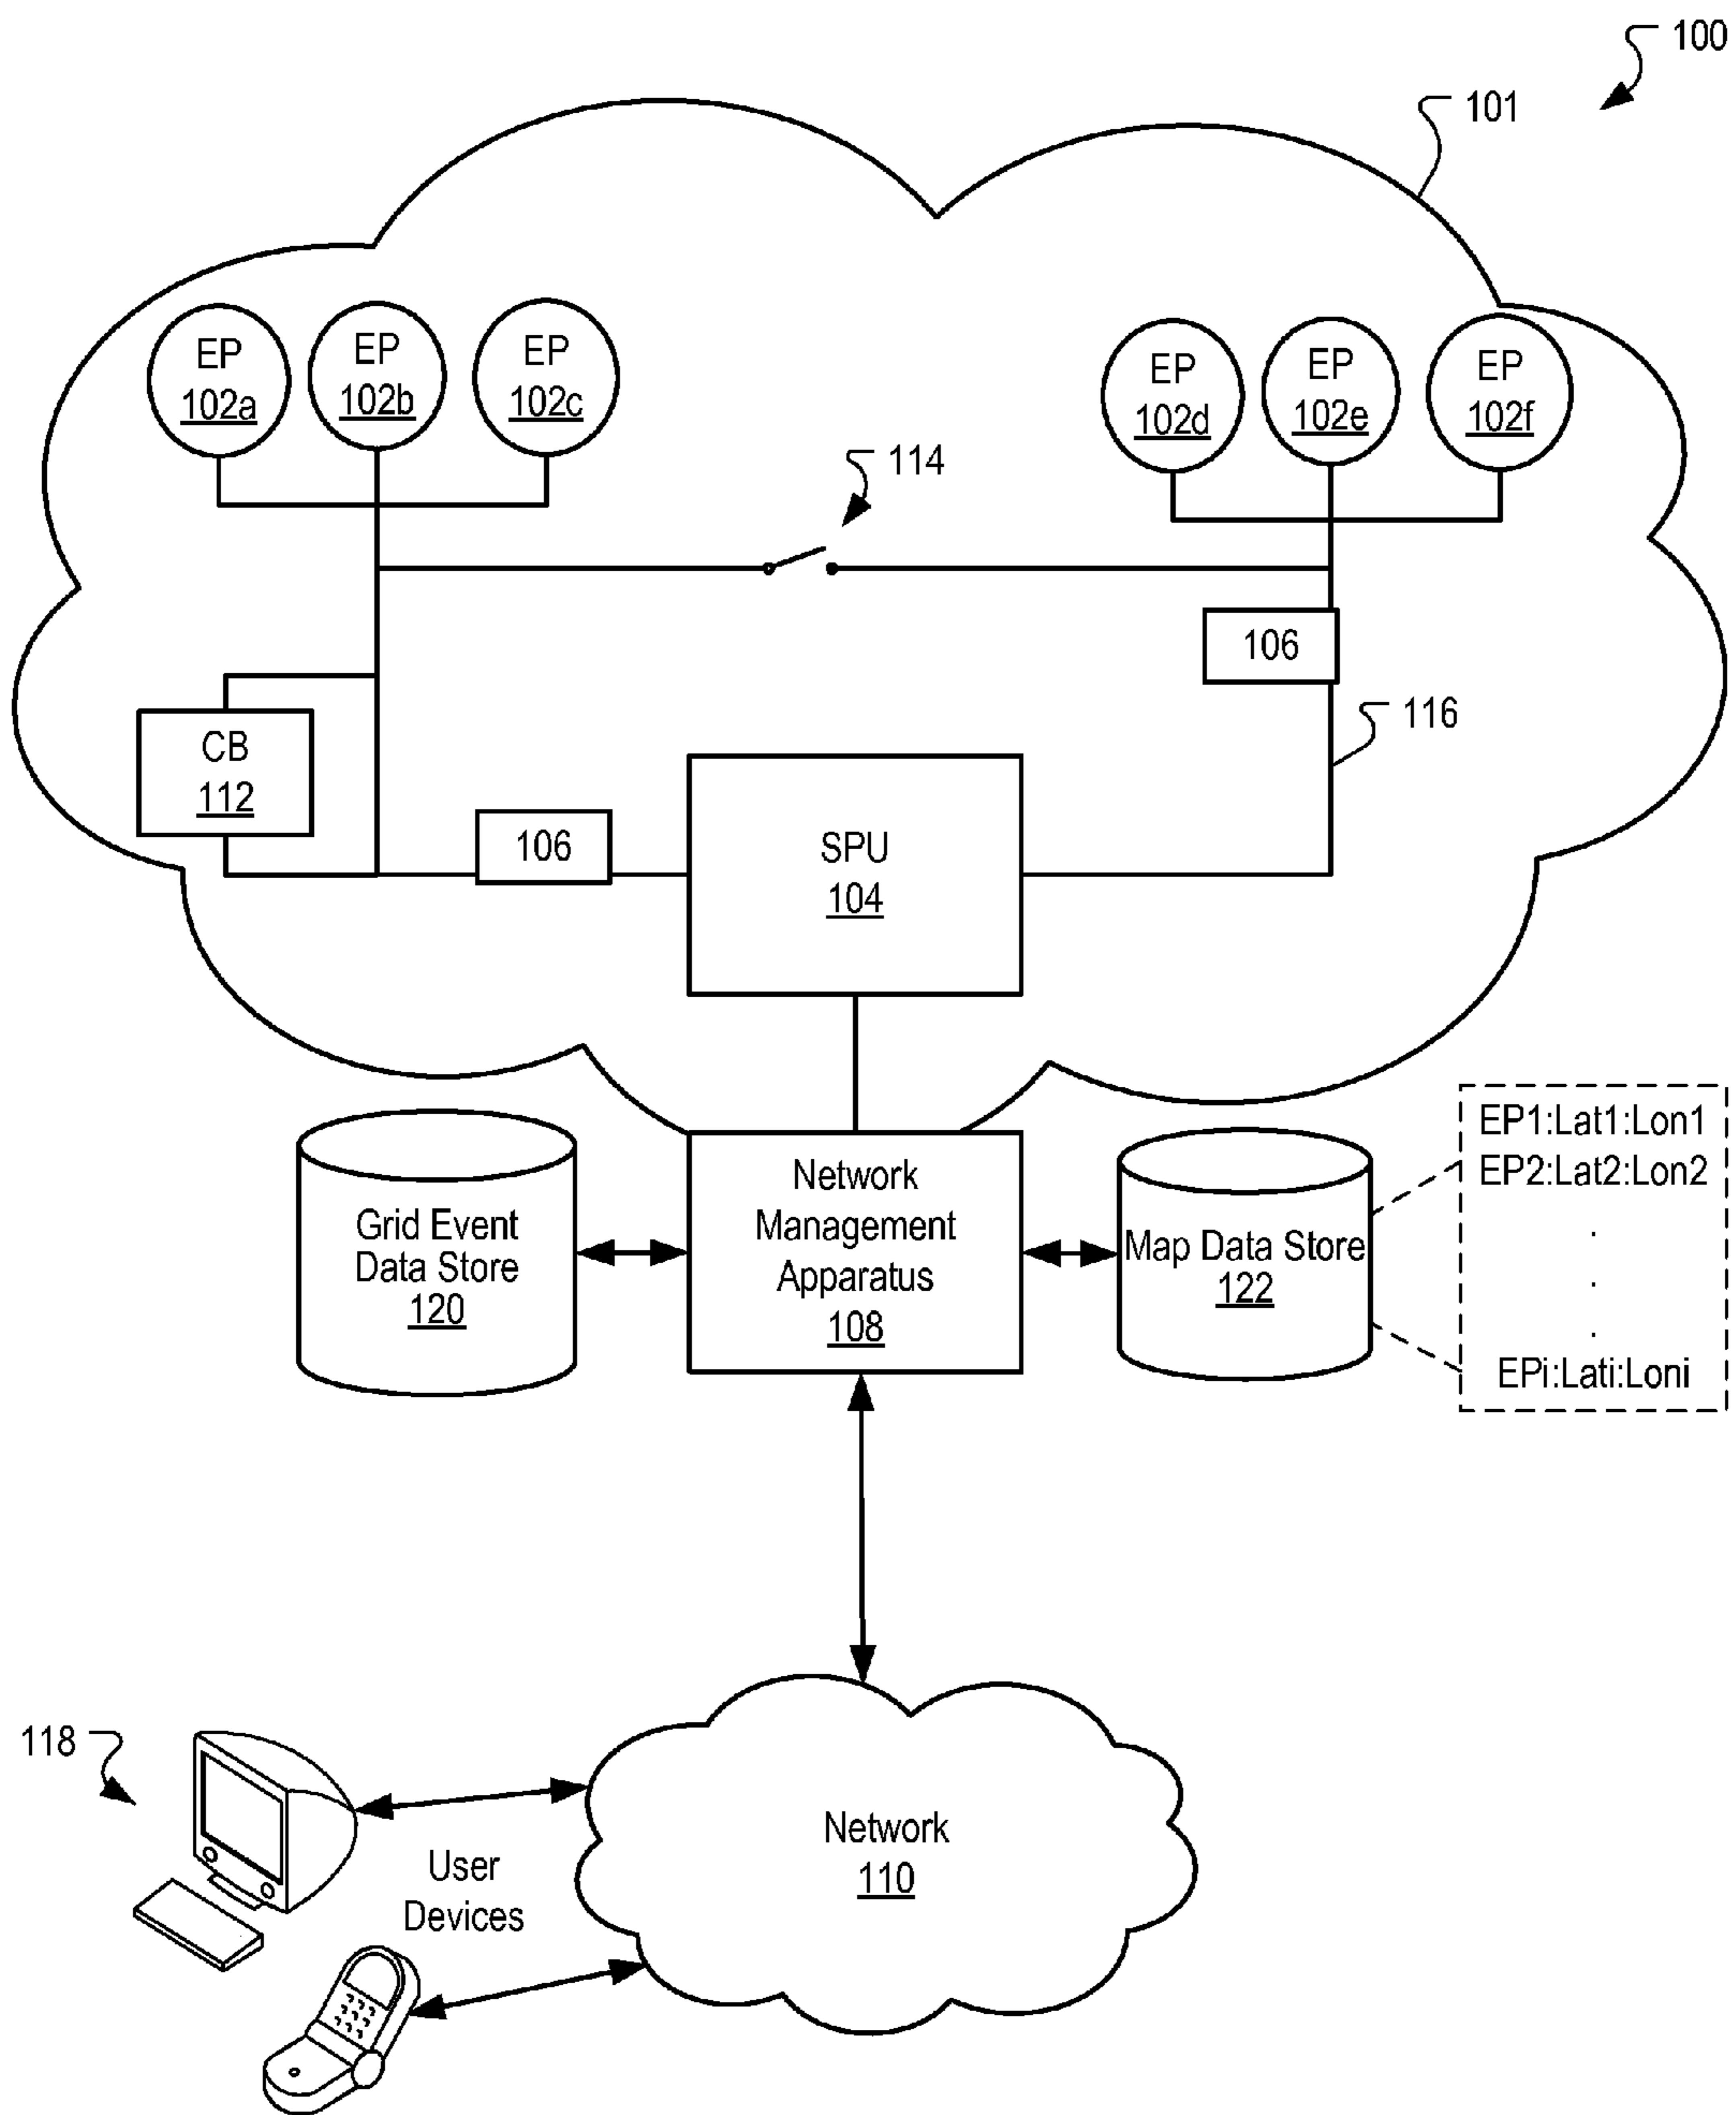 100
101
EP
102a
EP
102b
EP
102c
EP
102d
EP
102e
EP
102f
114
106
116
CB
112
106
SPU
104
EP1:Lat1:Lon1
EP2:Lat2:Lon2
.
.
.
EPi:Lati:Loni
Grid Event
Data Store
120
Network
Management
Apparatus
108
Map Data Store
122
118
User
Devices
Network
110